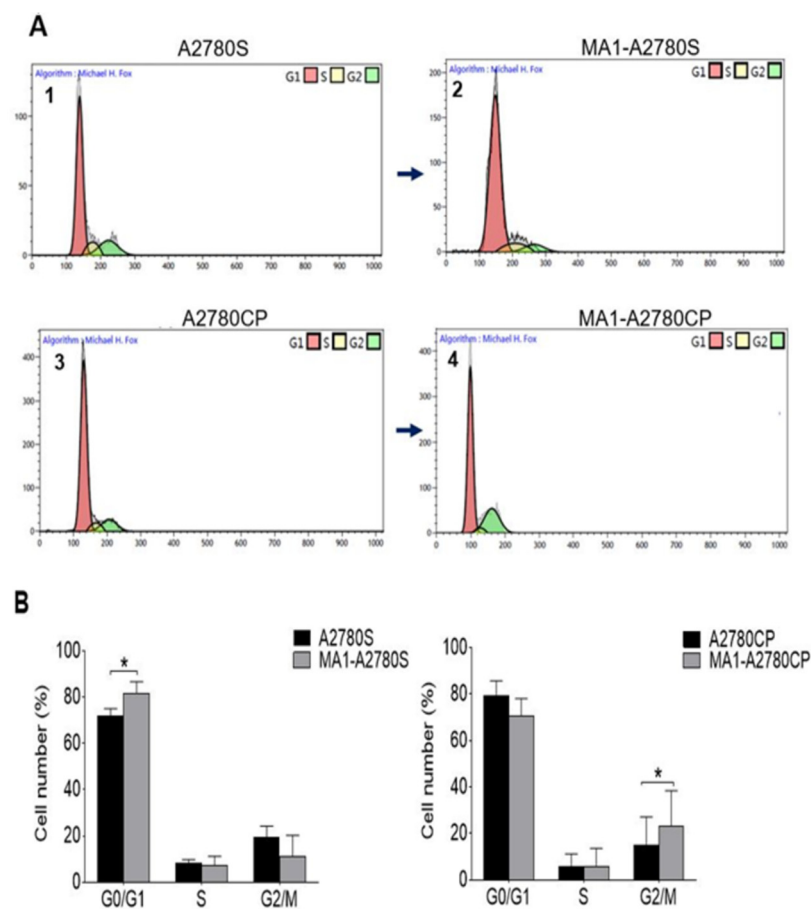 A
A2780S
Algorithm : Michael H. Fox
G1 S G2
1
100
50
0
0 100 200 300 400 500 600 700 800 900 1000
MA1-A2780S
Algorithm : Michael H. Fox
G1 S G2
2
200
150
100
50
0
0 100 200 300 400 500 600 700 800 900 1000
A2780CP
Algorithm : Michael H. Fox
G1 S G2
3
400
300
200
100
0
0 100 200 300 400 500 600 700 800 900 1000
MA1-A2780CP
Algorithm : Michael H. Fox
G1 S G2
4
400
300
200
100
0
0 100 200 300 400 500 600 700 800 900 1000
B
A2780S
MA1-A2780S
Cell number (%)
100
80
60
40
20
0
*
G0/G1 S G2/M
A2780CP
MA1-A2780CP
Cell number (%)
100
80
60
40
20
0
*
G0/G1 S G2/M